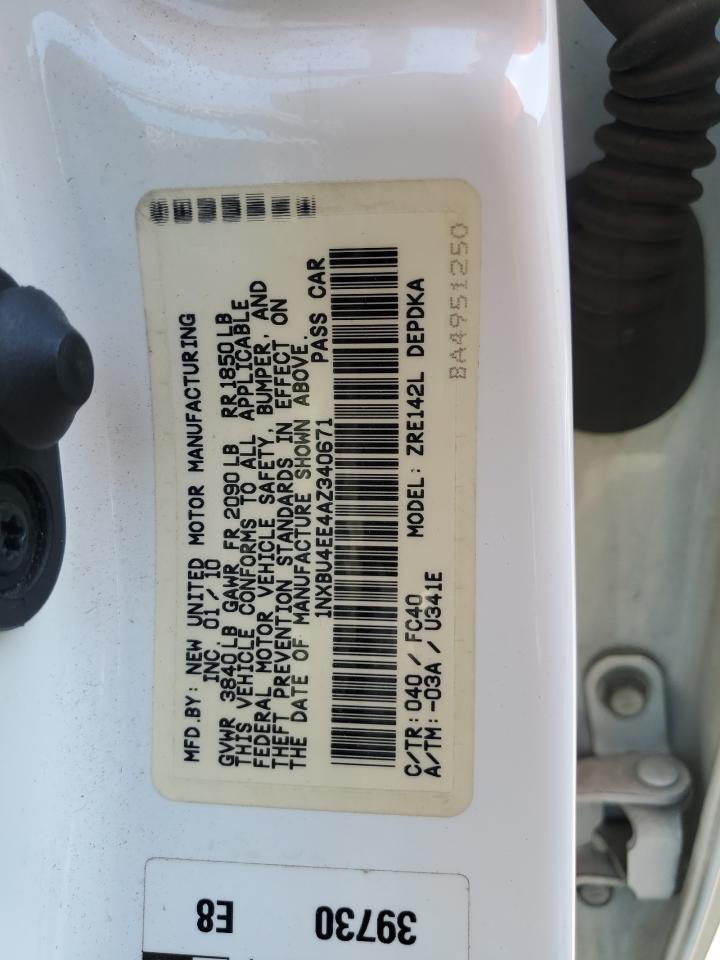 MFD.BY: NEW UNITED MOTOR MANUFACTURING
INC. 01/10
GVWR 3840LB GAWR FR 2090LB RR1850LB
THIS VEHICLE CONFORMS TO ALL APPLICABLE
FEDERAL MOTOR VEHICLE SAFETY, BUMPER, AND
THEFT PREVENTION STANDARDS IN EFFECT ON
THE DATE OF MANUFACTURE SHOWN ABOVE.
1NXBU4EE4AZ340671 PASS CAR
C/TR: 040 / FC40 MODEL: ZRE142L DEPDKA
A/TM: -03A / U341E
BA4951250
39730
E8